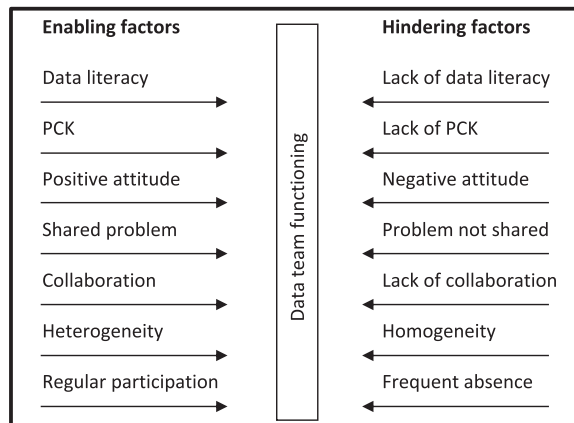 Enabling factors
Hindering factors
Data literacy
Lack of data literacy
PCK
Lack of PCK
Positive attitude
Negative attitude
Shared problem
Problem not shared
Collaboration
Lack of collaboration
Heterogeneity
Homogeneity
Regular participation
Frequent absence
Data team functioning